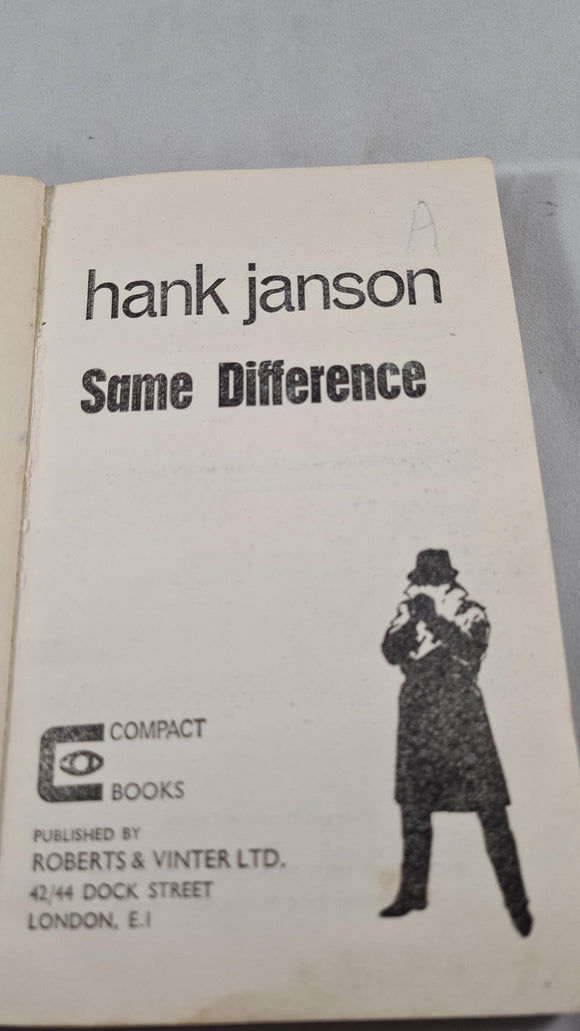 A
hank janson
Same Difference
COMPACT
BOOKS
PUBLISHED BY
ROBERTS & VINTER LTD.
42/44 DOCK STREET
LONDON, E.1